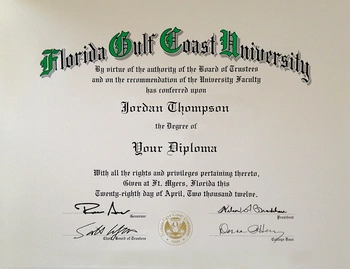 Florida Gulf Coast University
By virtue of the authority of the Board of Trustees
and on the recommendation of the University Faculty
has conferred upon
Jordan Thompson
the Degree of
Your Diploma
With all the rights and privileges pertaining thereto.
Given at Ft. Myers, Florida this
Twenty-eighth day of April, Two thousand twelve.
Governor
President
Chair, Board of Trustees
College Dean